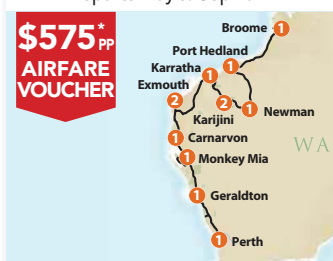 $575*PP
AIRFARE
VOUCHER
Broome 1
Port Hedland 1
Karratha 1
Exmouth 2
Karijini 2
Newman 1
Carnarvon 1
Monkey Mia 1
Geraldton 1
Perth 1
WA